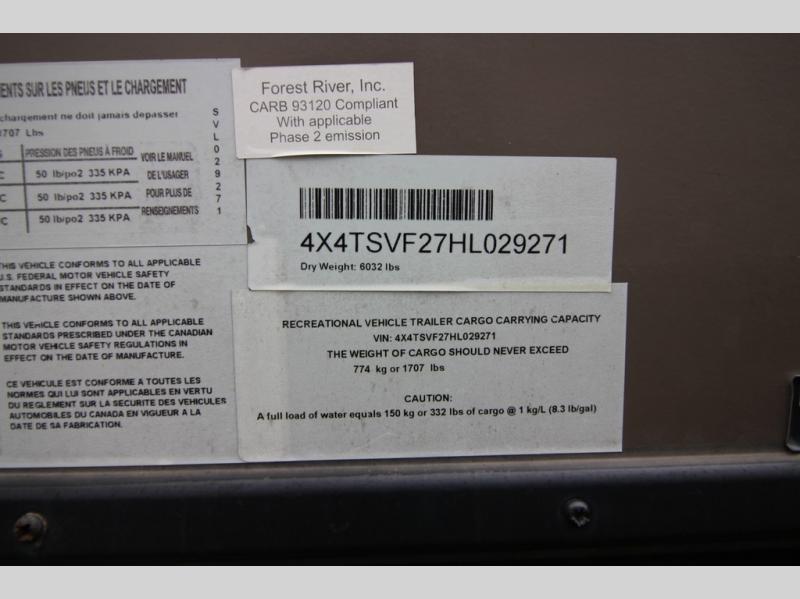 ENTS SUR LES PNEUS ET LE CHARGEMENT
chargement ne doit jamais depasser
1707 Lbs
PRESSION DES PNEUS À FROID
C 50 lb/po2 335 KPA
C 50 lb/po2 335 KPA
C 50 lb/po2 335 KPA
VOIR LE MANUEL
DE L'USAGER
POUR PLUS DE
RENSEIGNEMENTS
SVL029271
THIS VEHICLE CONFORMS TO ALL APPLICABLE
U.S. FEDERAL MOTOR VEHICLE SAFETY
STANDARDS IN EFFECT ON THE DATE OF
MANUFACTURE SHOWN ABOVE.
THIS VEHICLE CONFORMS TO ALL APPLICABLE
STANDARDS PRESCRIBED UNDER THE CANADIAN
MOTOR VEHICLE SAFETY REGULATIONS IN
EFFECT ON THE DATE OF MANUFACTURE.
CE VEHICULE EST CONFORME A TOUTES LES
NORMES QUI LUI SONT APPLICABLES EN VERTU
DU REGLEMENT SUR LA SECURITE DES VEHICULES
AUTOMOBILES DU CANADA EN VIGUEUR A LA
DATE DE SA FABRICATION.
Forest River, Inc.
CARB 93120 Compliant
With applicable
Phase 2 emission
4X4TSVF27HL029271
Dry Weight: 6032 lbs
RECREATIONAL VEHICLE TRAILER CARGO CARRYING CAPACITY
VIN: 4X4TSVF27HL029271
THE WEIGHT OF CARGO SHOULD NEVER EXCEED
774 kg or 1707 lbs
CAUTION:
A full load of water equals 150 kg or 332 lbs of cargo @ 1 kg/L (8.3 lb/gal)